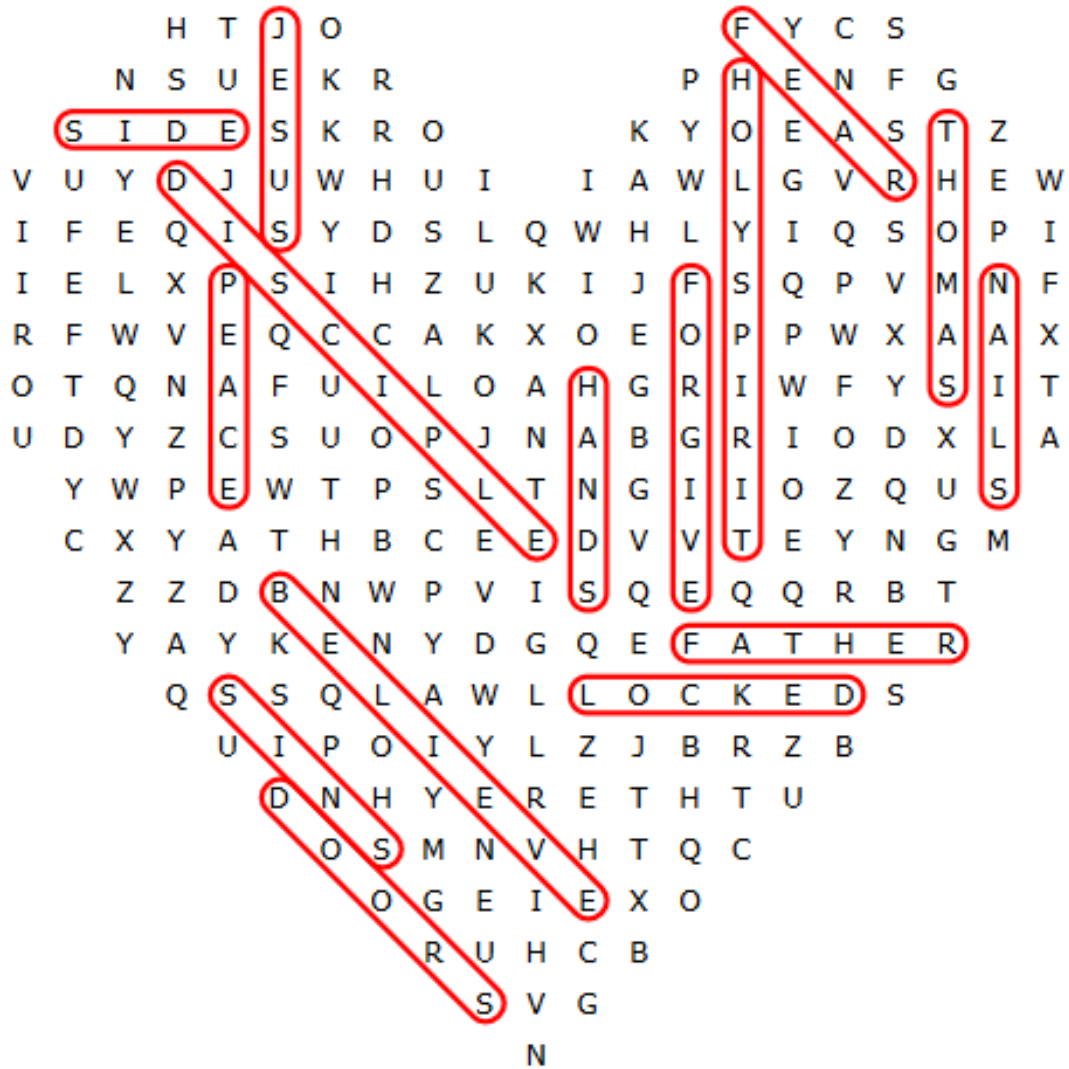 H T J O F Y C S
N S U E K R P H E N F G
S I D E S K R O K Y O E A S T Z
V U Y D J U W H U I I A W L G V R H E W
I F E Q I S Y D S L Q W H L Y I Q S O P I
I E L X P S I H Z U K I J F S Q P V M N F
R F W V E Q C C A K X O E O P P W X A A X
O T Q N A F U I L O A H G R I W F Y S I T
U D Y Z C S U O P J N A B G R I O D X L A
Y W P E W T P S L T N G I I O Z Q U S
C X Y A T H B C E E D V V T E Y N G M
Z Z D B N W P V I S Q E Q Q R B T
Y A Y K E N Y D G Q E F A T H E R
Q S S Q L A W L L O C K E D S
U I P O I Y L Z J B R Z B
D N H Y E R E T H T U
O S M N V H T Q C
O G E I E X O
R U H C B
S V G
N